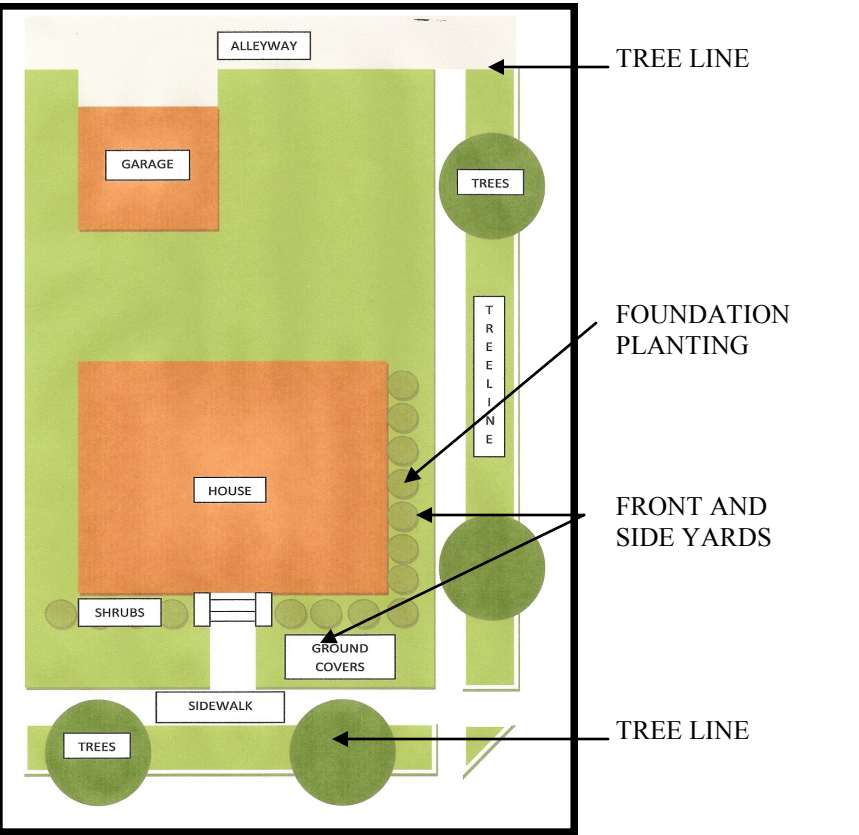 ALLEYWAY
TREE LINE
GARAGE
TREES
T
R
E
E
L
I
N
E
FOUNDATION
PLANTING
HOUSE
FRONT AND
SIDE YARDS
SHRUBS
GROUND
COVERS
SIDEWALK
TREES
TREE LINE